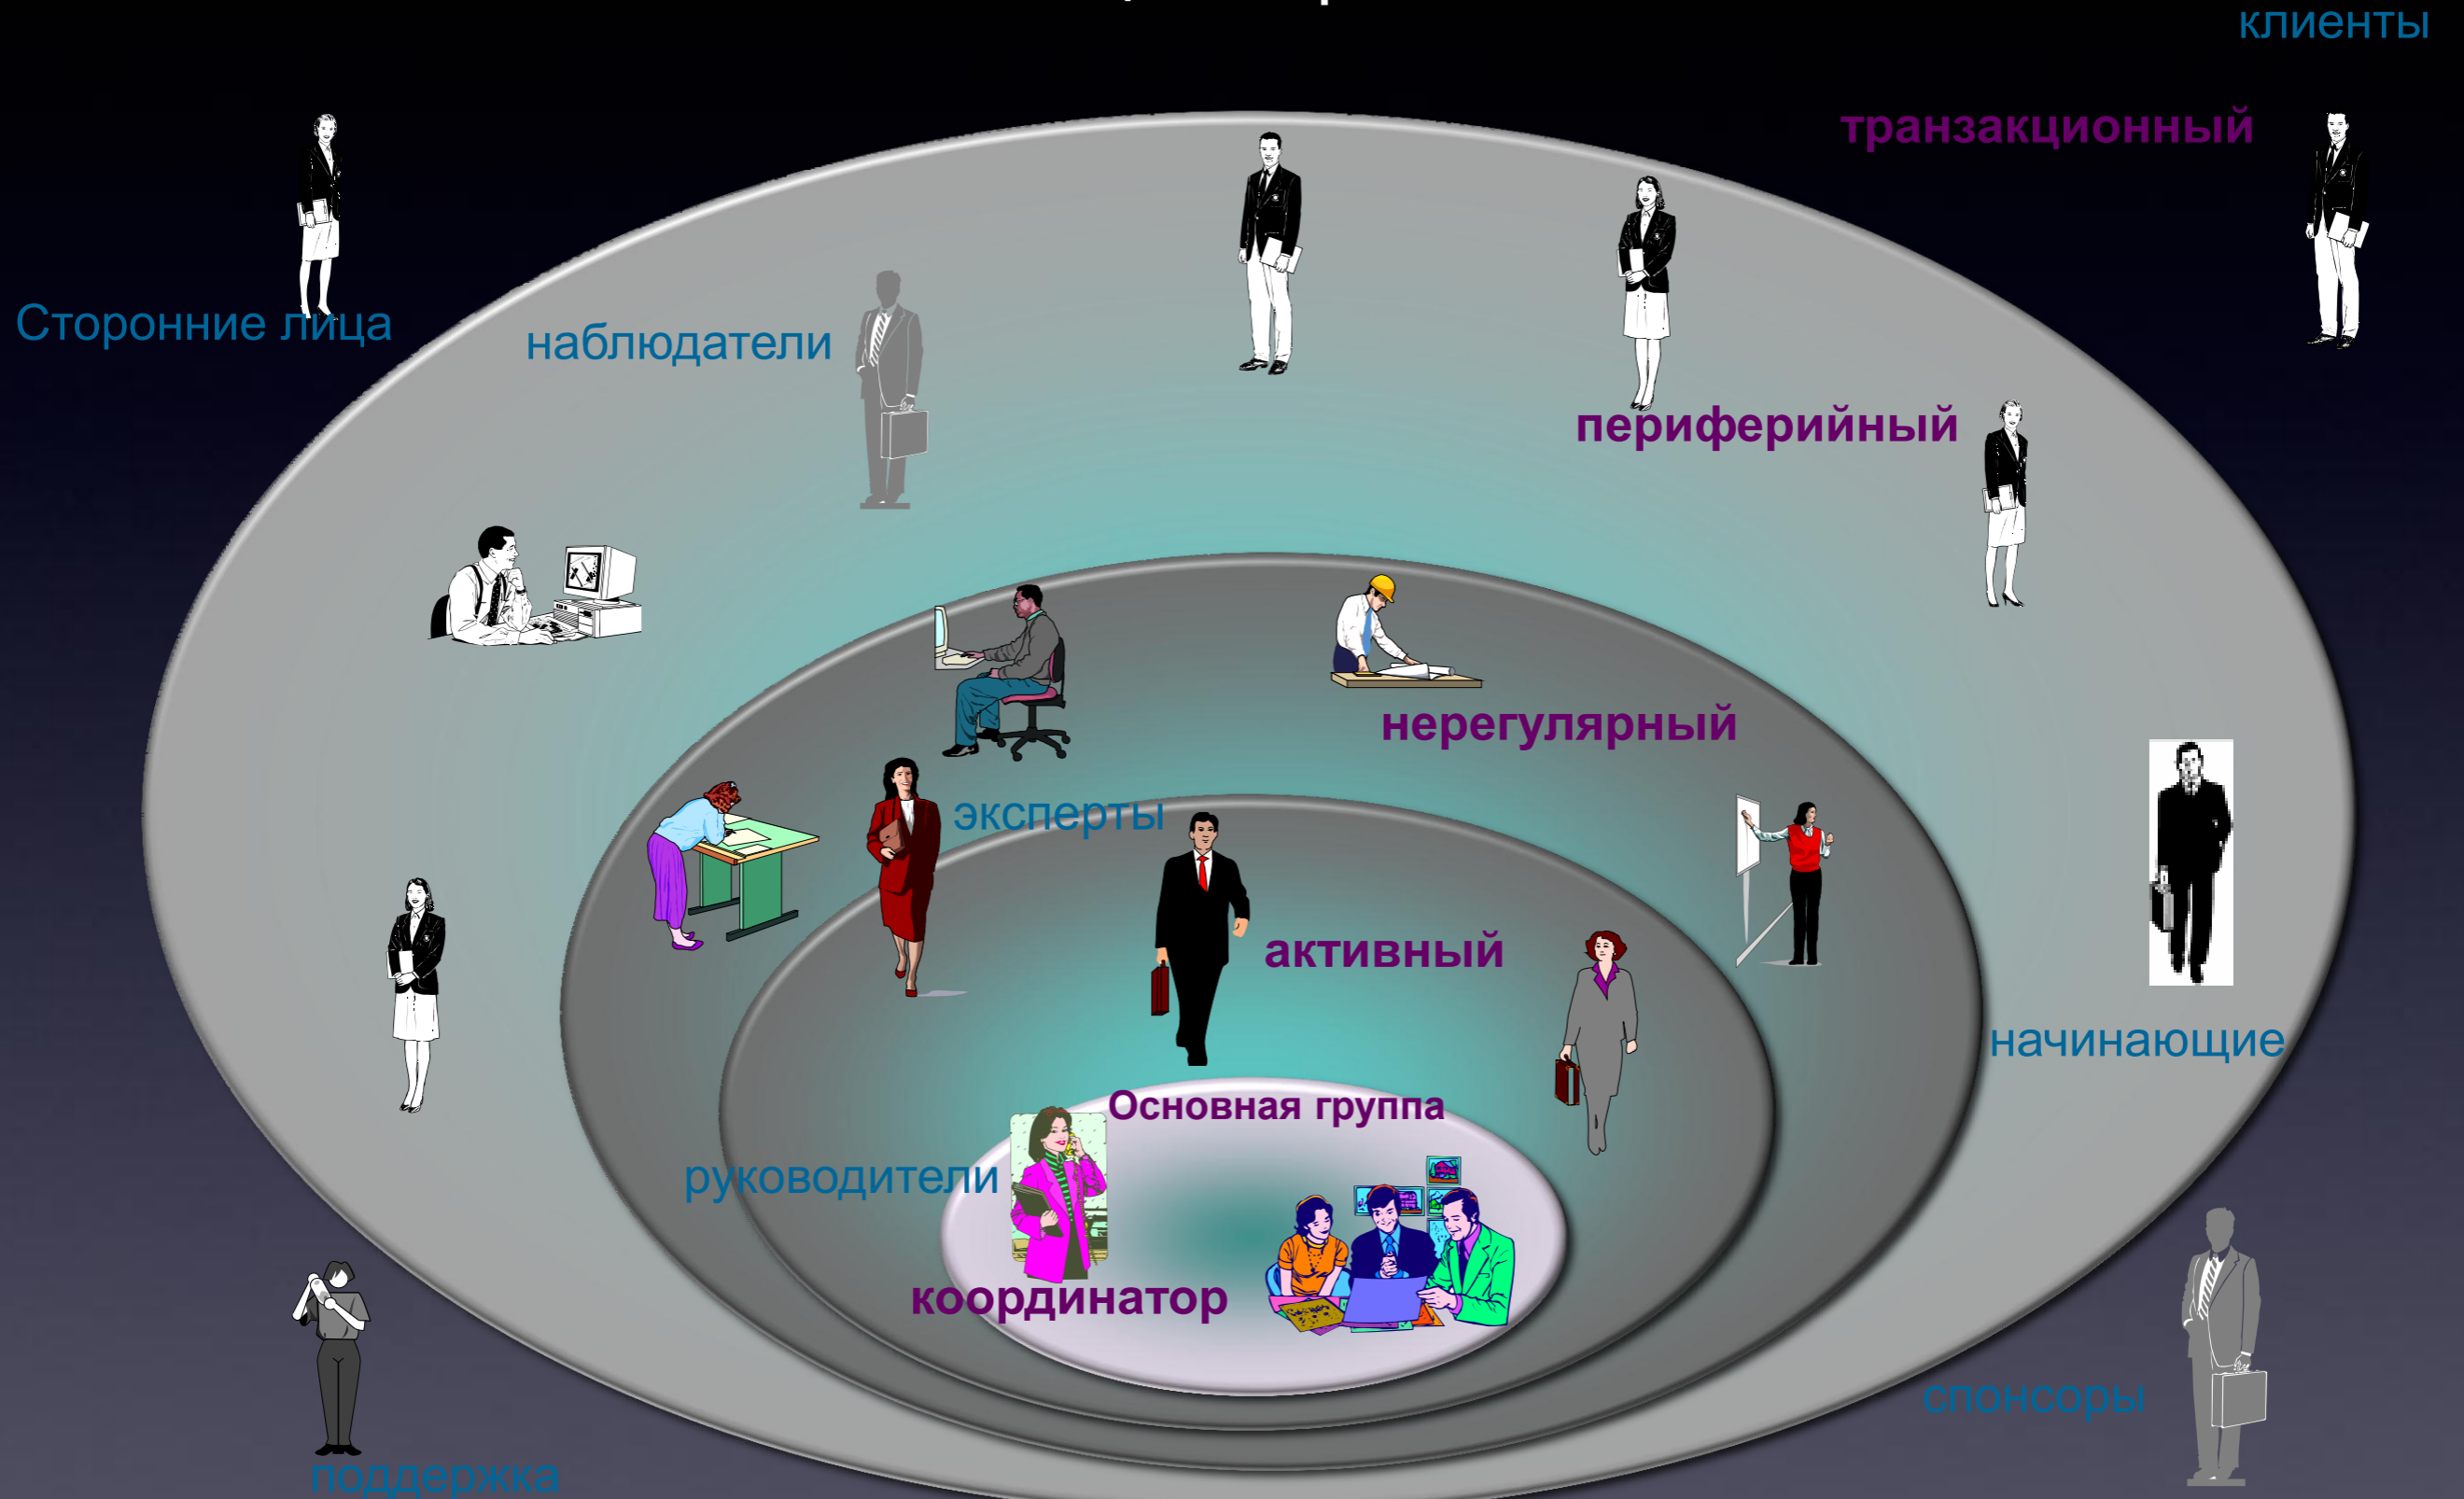 клиенты
транзакционный
Сторонние лица
наблюдатели
периферийный
нерегулярный
эксперты
активный
начинающие
Основная группа
руководители
координатор
спонсоры
поддержка